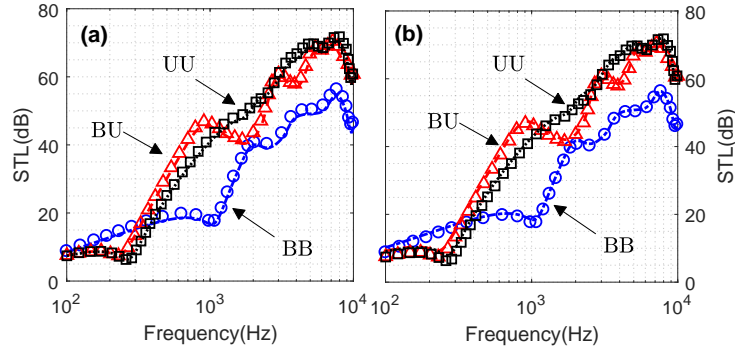 (a)
STL(dB)
80
60
40
20
0
10²
10³
10⁴
Frequency(Hz)
UU
BU
BB
(b)
STL(dB)
80
60
40
20
0
10²
10³
10⁴
Frequency(Hz)
UU
BU
BB